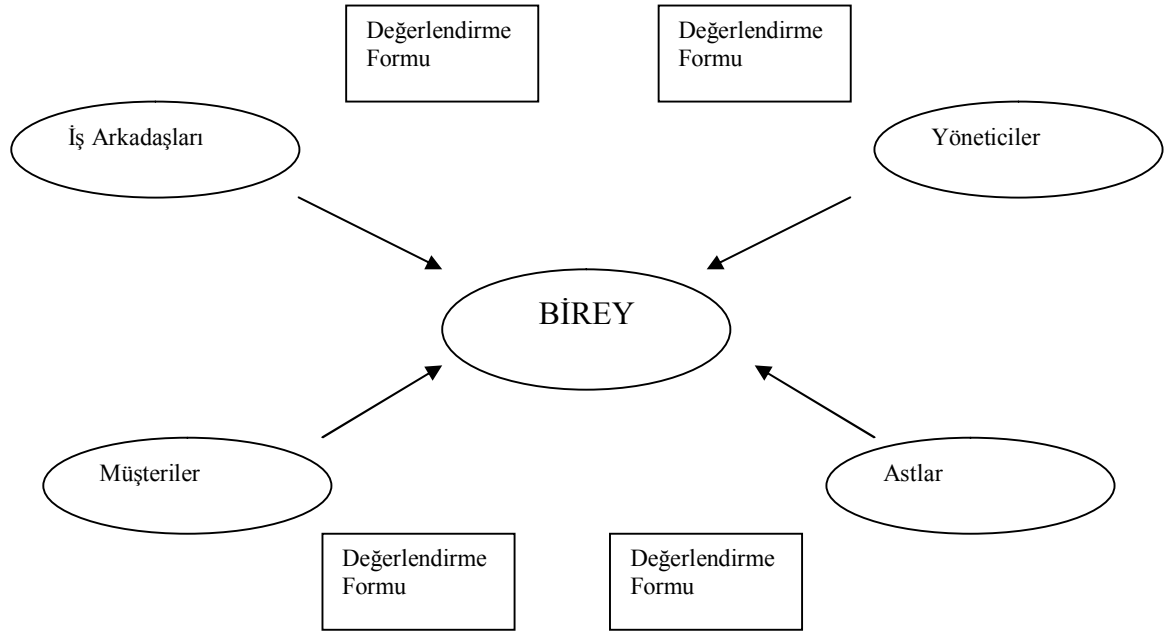 Değerlendirme
Formu
Değerlendirme
Formu
İş Arkadaşları
Yöneticiler
BİREY
Müşteriler
Astlar
Değerlendirme
Formu
Değerlendirme
Formu